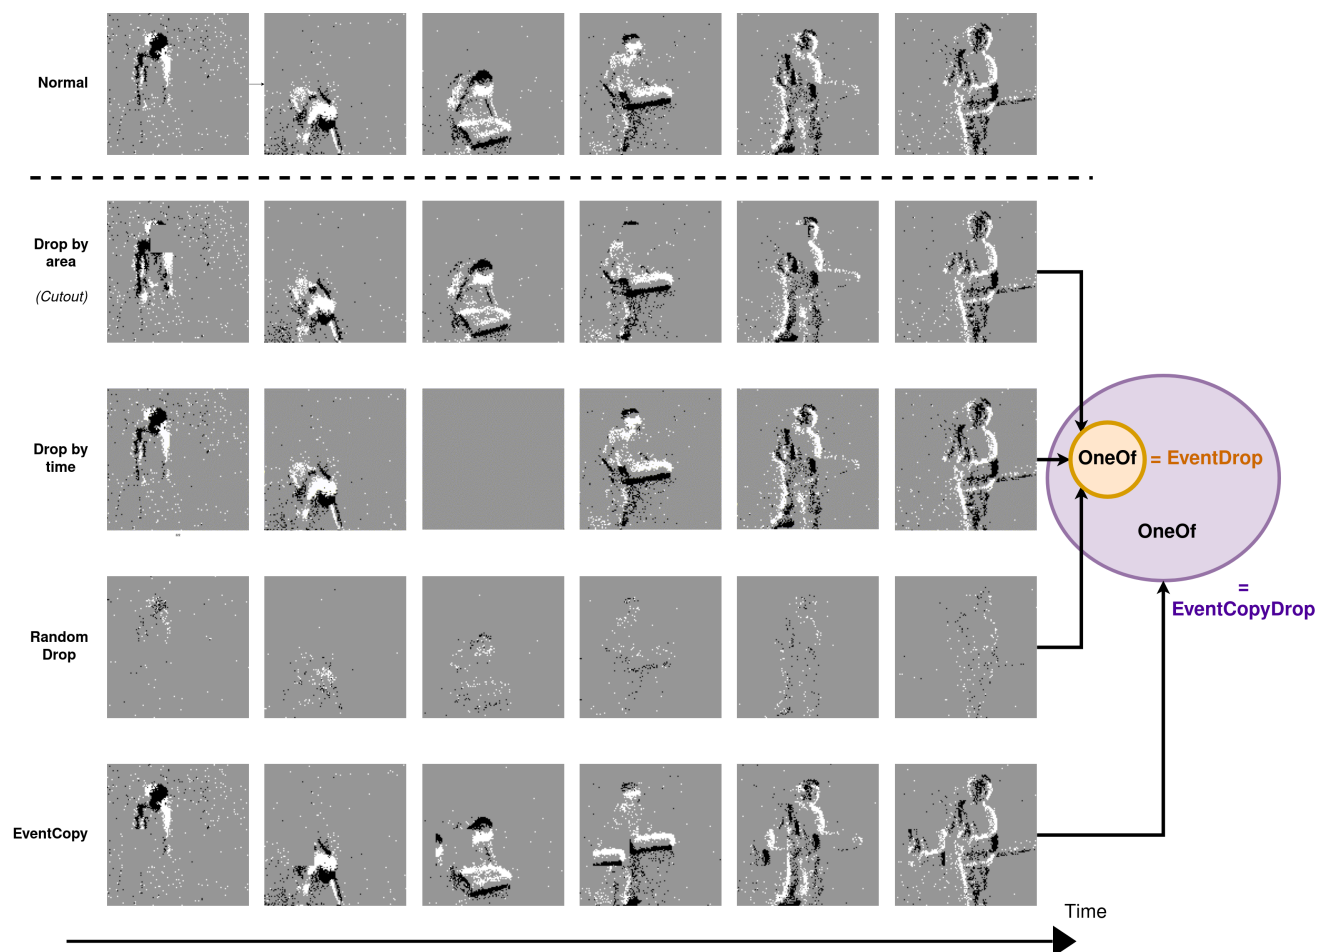 Normal
Drop by
area
(Cutout)
Drop by
time
OneOf
= EventDrop
OneOf
=
EventCopyDrop
Random
Drop
EventCopy
Time